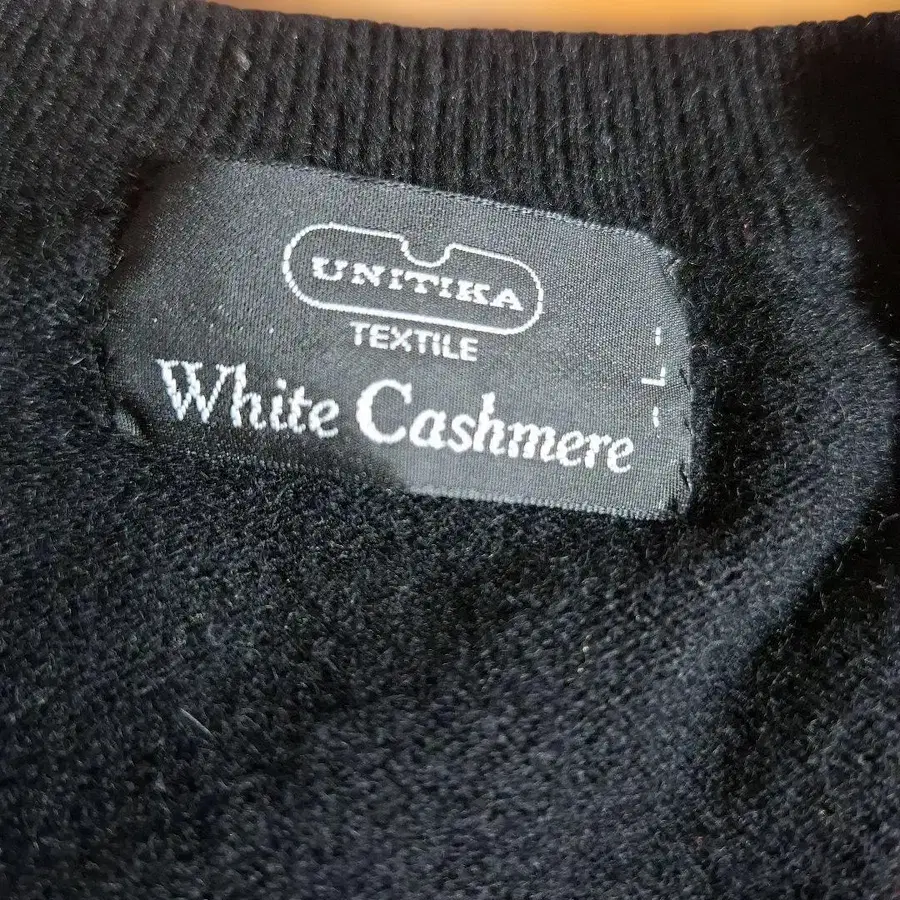 UNITIKA
TEXTILE
White Cashmere
- L -